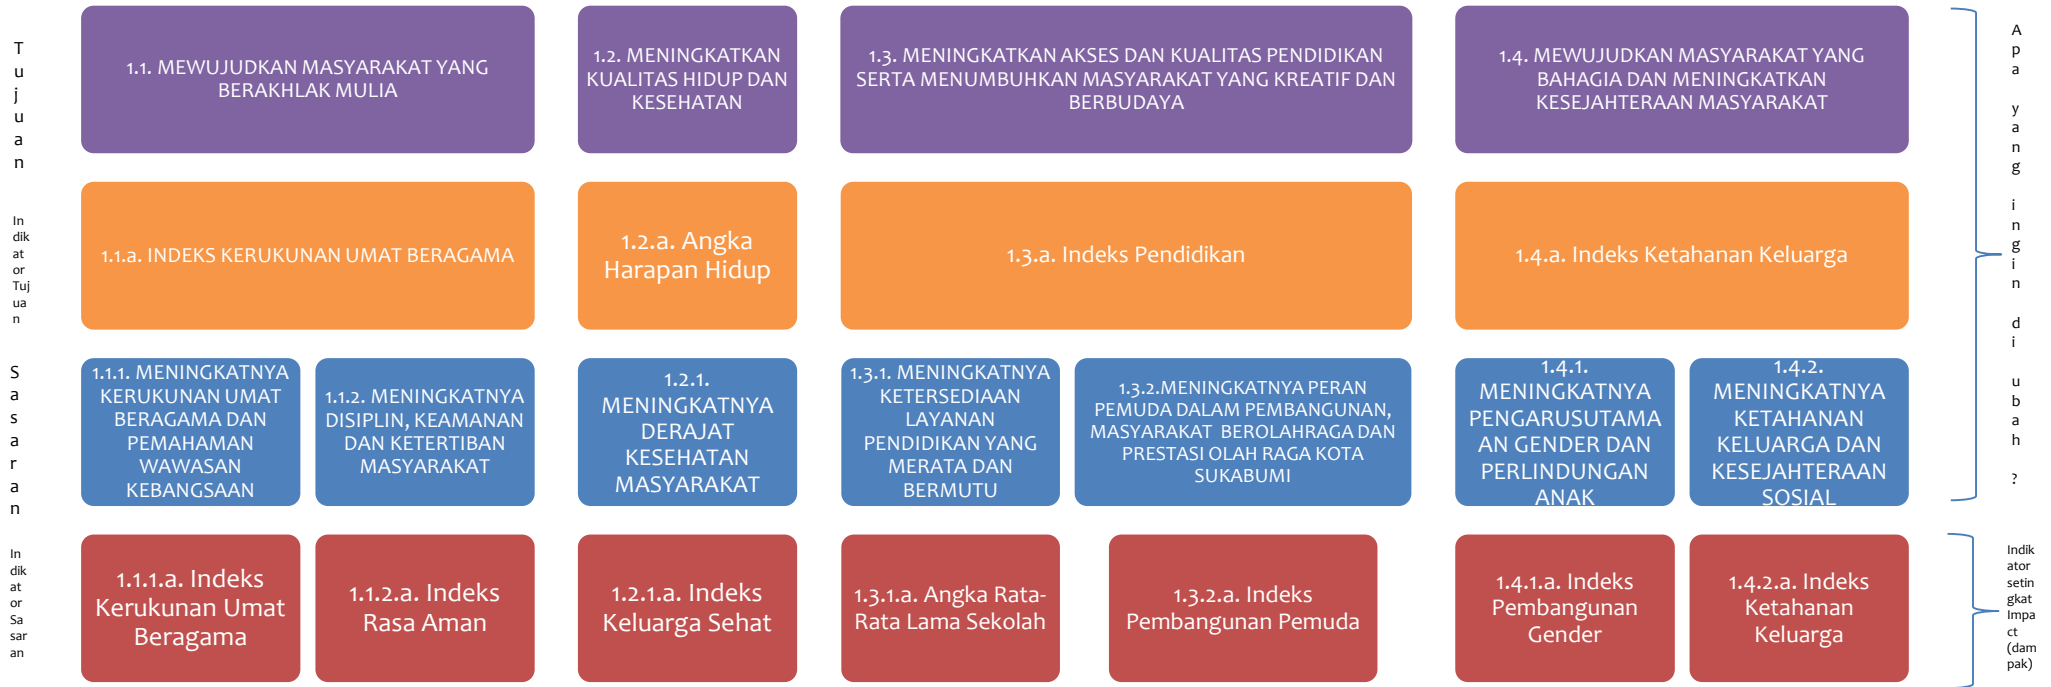 Tujuan
1.1. MEWUJUDKAN MASYARAKAT YANG
BERAKHLAK MULIA
1.2. MENINGKATKAN
KUALITAS HIDUP DAN
KESEHATAN
1.3. MENINGKATKAN AKSES DAN KUALITAS PENDIDIKAN
SERTA MENUMBUHKAN MASYARAKAT YANG KREATIF DAN
BERBUDAYA
1.4. MEWUJUDKAN MASYARAKAT YANG
BAHAGIA DAN MENINGKATKAN
KESEJAHTERAAN MASYARAKAT
Apa yang ingin di ubah ?
In
dik
at
or
Tuj
ua
n
1.1.a. INDEKS KERUKUNAN UMAT BERAGAMA
1.2.a. Angka
Harapan Hidup
1.3.a. Indeks Pendidikan
1.4.a. Indeks Ketahanan Keluarga
Sasaran
1.1.1. MENINGKATNYA
KERUKUNAN UMAT
BERAGAMA DAN
PEMAHAMAN
WAWASAN
KEBANGSAAN
1.1.2. MENINGKATNYA
DISIPLIN, KEAMANAN
DAN KETERTIBAN
MASYARAKAT
1.2.1.
MENINGKATNYA
DERAJAT
KESEHATAN
MASYARAKAT
1.3.1. MENINGKATNYA
KETERSEDIAAN
LAYANAN
PENDIDIKAN YANG
MERATA DAN
BERMUTU
1.3.2.MENINGKATNYA PERAN
PEMUDA DALAM PEMBANGUNAN,
MASYARAKAT BEROLAHRAGA DAN
PRESTASI OLAH RAGA KOTA
SUKABUMI
1.4.1.
MENINGKATNYA
PENGARUSUTAMA
AN GENDER DAN
PERLINDUNGAN
ANAK
1.4.2.
MENINGKATNYA
KETAHANAN
KELUARGA DAN
KESEJAHTERAAN
SOSIAL
In
dik
at
or
Sa
sar
an
1.1.1.a. Indeks
Kerukunan Umat
Beragama
1.1.2.a. Indeks
Rasa Aman
1.2.1.a. Indeks
Keluarga Sehat
1.3.1.a. Angka Rata-
Rata Lama Sekolah
1.3.2.a. Indeks
Pembangunan Pemuda
1.4.1.a. Indeks
Pembangunan
Gender
1.4.2.a. Indeks
Ketahanan
Keluarga
Indik
ator
setin
gkat
Impa
ct
(dam
pak)